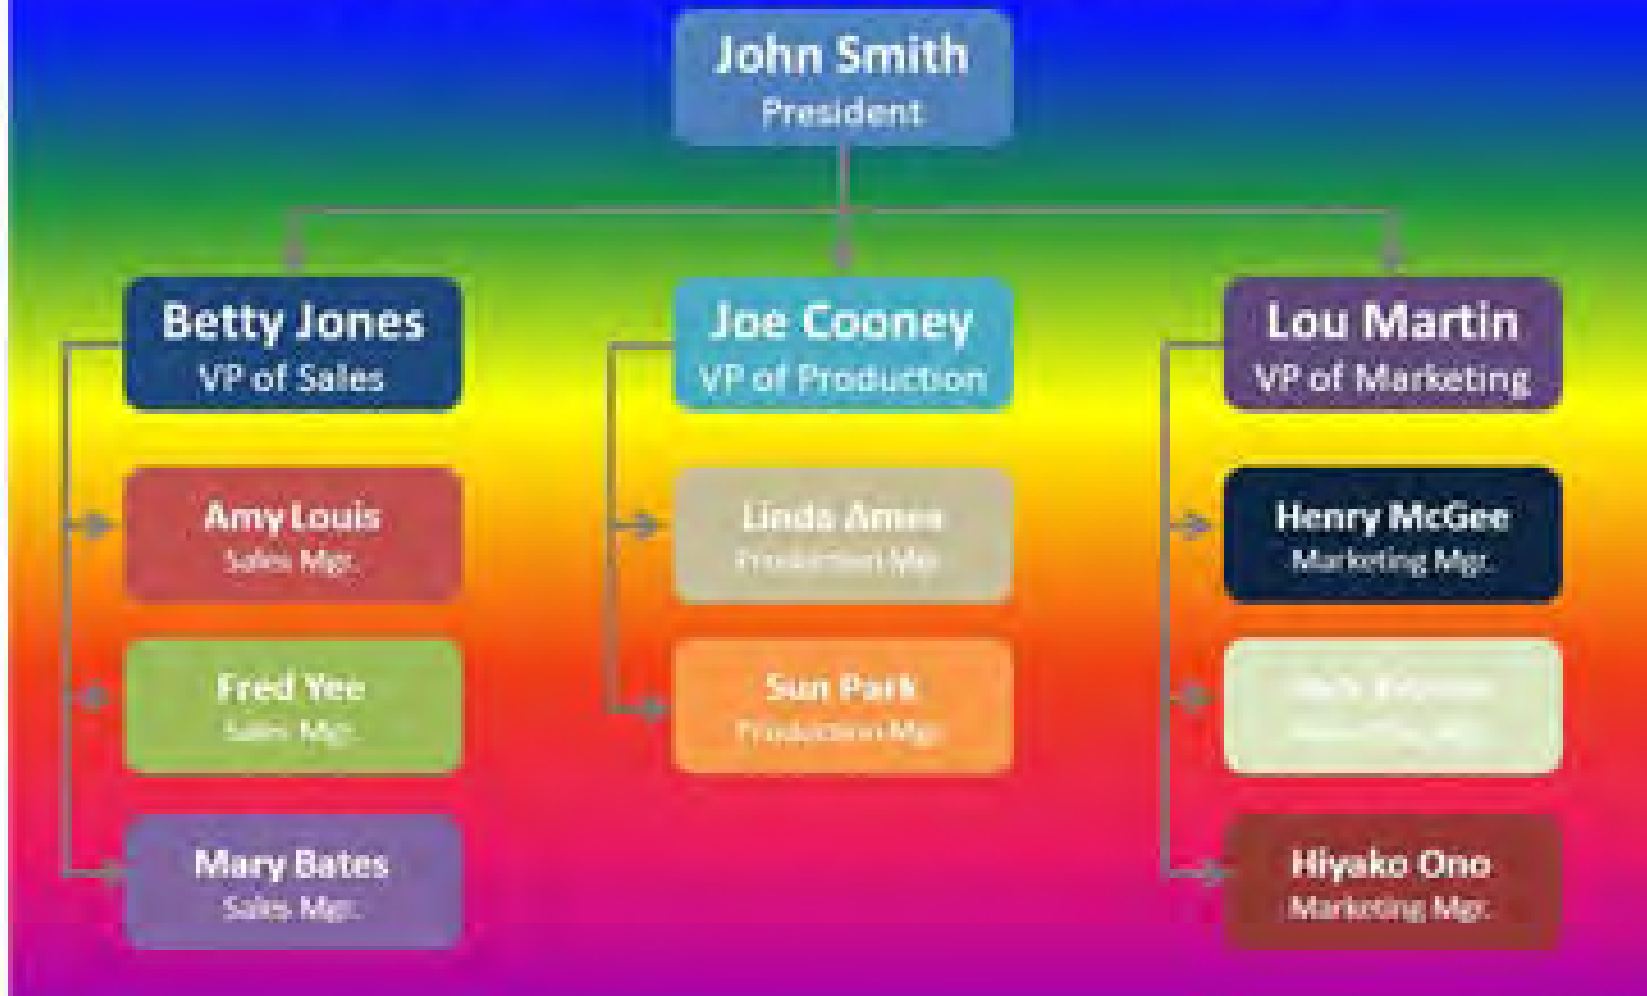 John Smith
President
Betty Jones
VP of Sales
Joe Cooney
VP of Production
Lou Martin
VP of Marketing
Amy Louis
Sales Mgr.
Linda Ames
Production Mgr.
Henry McGee
Marketing Mgr.
Fred Yee
Sales Mgr.
Sun Park
Production Mgr.
Mary Bates
Sales Mgr.
Hiyako Ono
Marketing Mgr.